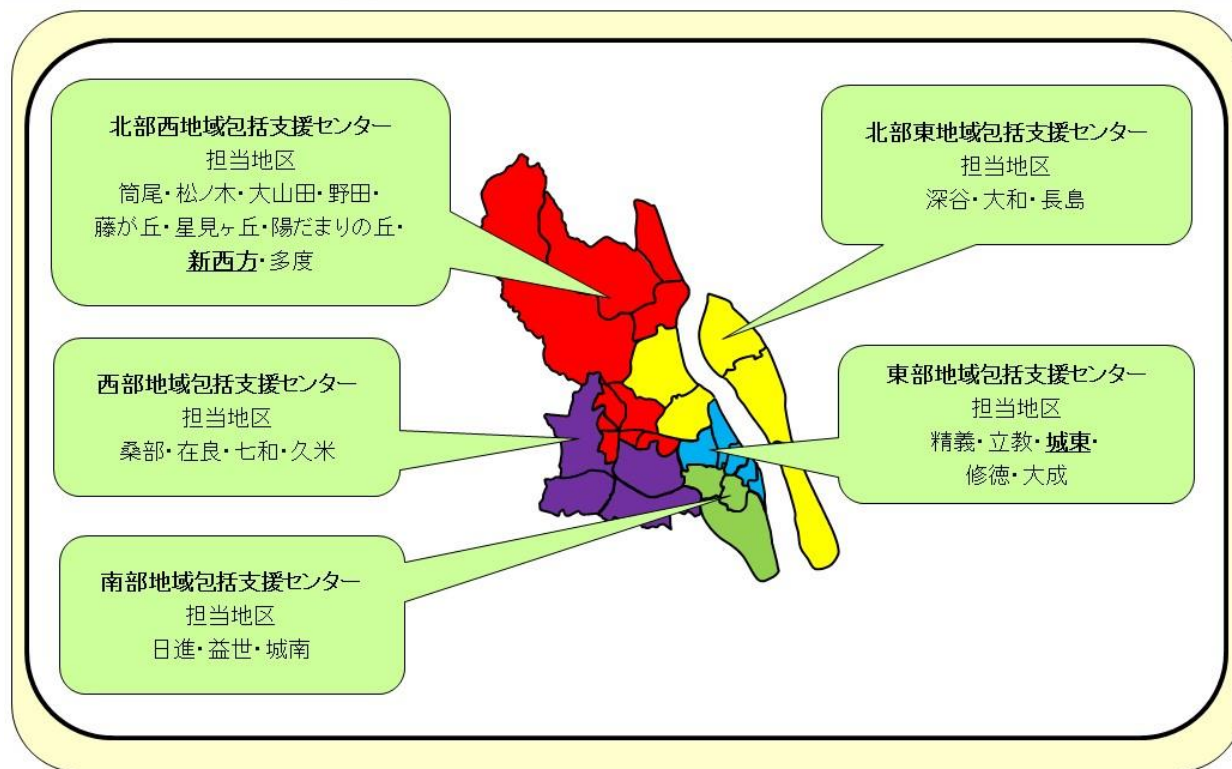 北部西地域包括支援センター
担当地区
筒尾・松ノ木・大山田・野田・
藤が丘・星見ヶ丘・陽だまりの丘・
新西方・多度
北部東地域包括支援センター
担当地区
深谷・大和・長島
西部地域包括支援センター
担当地区
桑部・在良・七和・久米
東部地域包括支援センター
担当地区
精義・立教・城東・
修徳・大成
南部地域包括支援センター
担当地区
日進・益世・城南